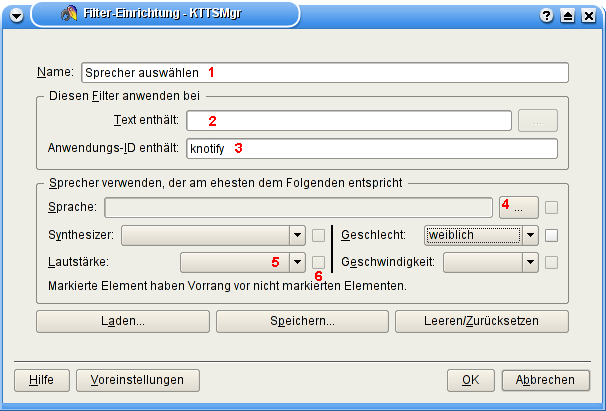 Filter-Einrichtung - KTTSMgr
Name: Sprecher auswählen 1
Diesen Filter anwenden bei
Text enthält: 2 ...
Anwendungs-ID enthält: knotify 3
Sprecher verwenden, der am ehesten dem Folgenden entspricht
Sprache: 4 ...
Synthesizer: Geschlecht: weiblich
Lautstärke: 5 Geschwindigkeit:
6
Markierte Element haben Vorrang vor nicht markierten Elementen.
Laden... Speichern... Leeren/Zurücksetzen
Hilfe Voreinstellungen OK Abbrechen